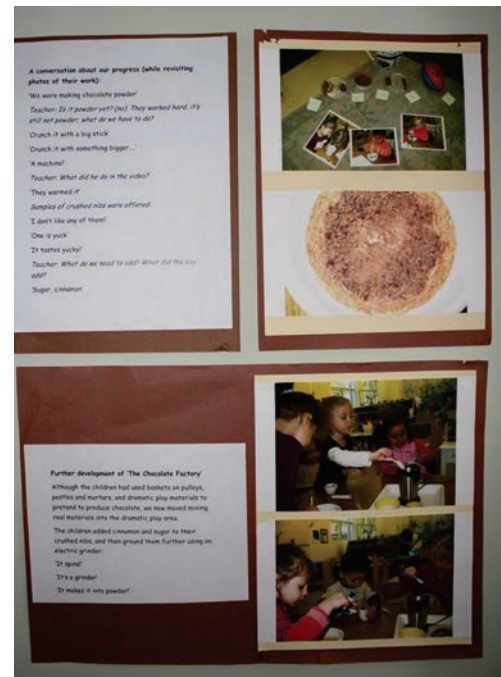 A conversation about our progress (while revisiting
photos of their work):
'We were making chocolate powder'
Teacher: Is it powder yet? (no). They worked hard, it's
still not powder; what do we have to do?
'Crunch it with a big stick'
'Crunch it with something bigger...'
'A machine!'
Teacher: What did he do in the video?
'They warmed it'
Samples of crushed nibs were offered:
'I don't like any of them!'
'One is yuck'
'It tastes yucky!'
Teacher: What do we need to add? What did the
add?
'Sugar, cinnamon'
Further development of 'The Chocolate Factory'
Although the children had used baskets on pulleys,
pestles and mortars, and dramatic play materials to
pretend to produce chocolate, we now moved mixing
real materials into the dramatic play area.
The children added cinnamon and sugar to their
crushed nibs, and then ground them further using an
electric grinder:
'It spins!'
'It's a grinder'
'It makes it into powder!'